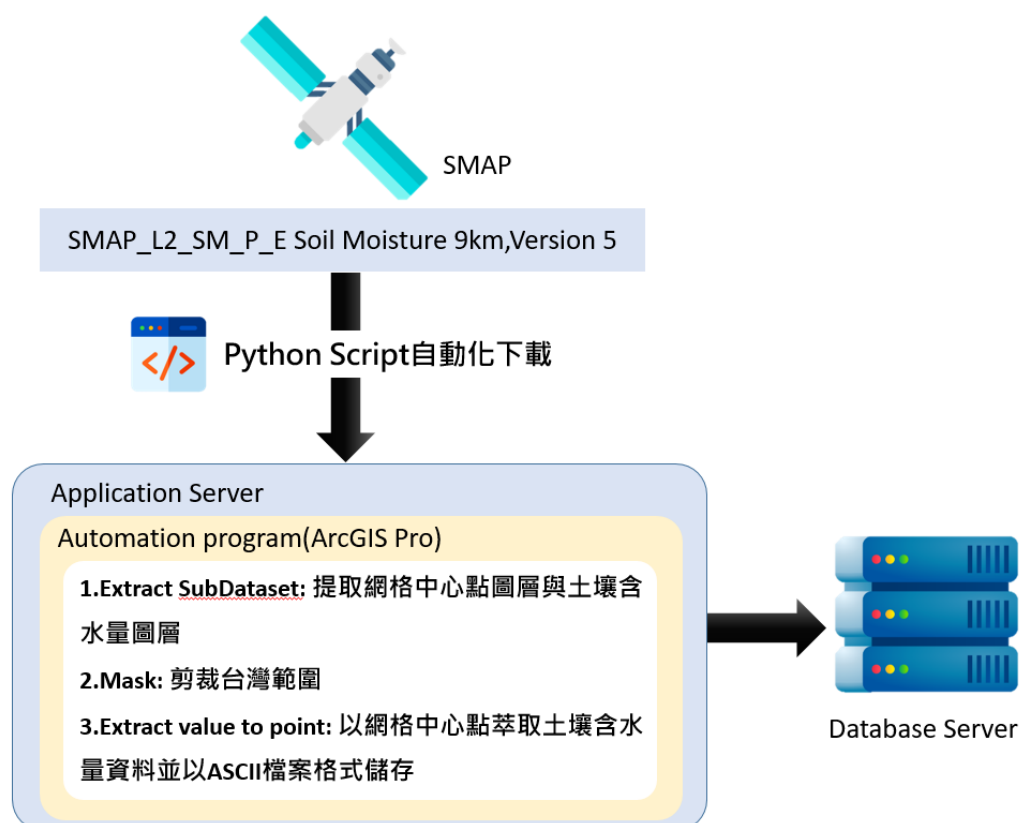 SMAP
SMAP_L2_SM_P_E Soil Moisture 9km,Version 5
Python Script自動化下載
Application Server
Automation program(ArcGIS Pro)
1.Extract SubDataset: 提取網格中心點圖層與土壤含
水量圖層
2.Mask: 剪裁台灣範圍
3.Extract value to point: 以網格中心點萃取土壤含水
量資料並以ASCII檔案格式儲存
Database Server